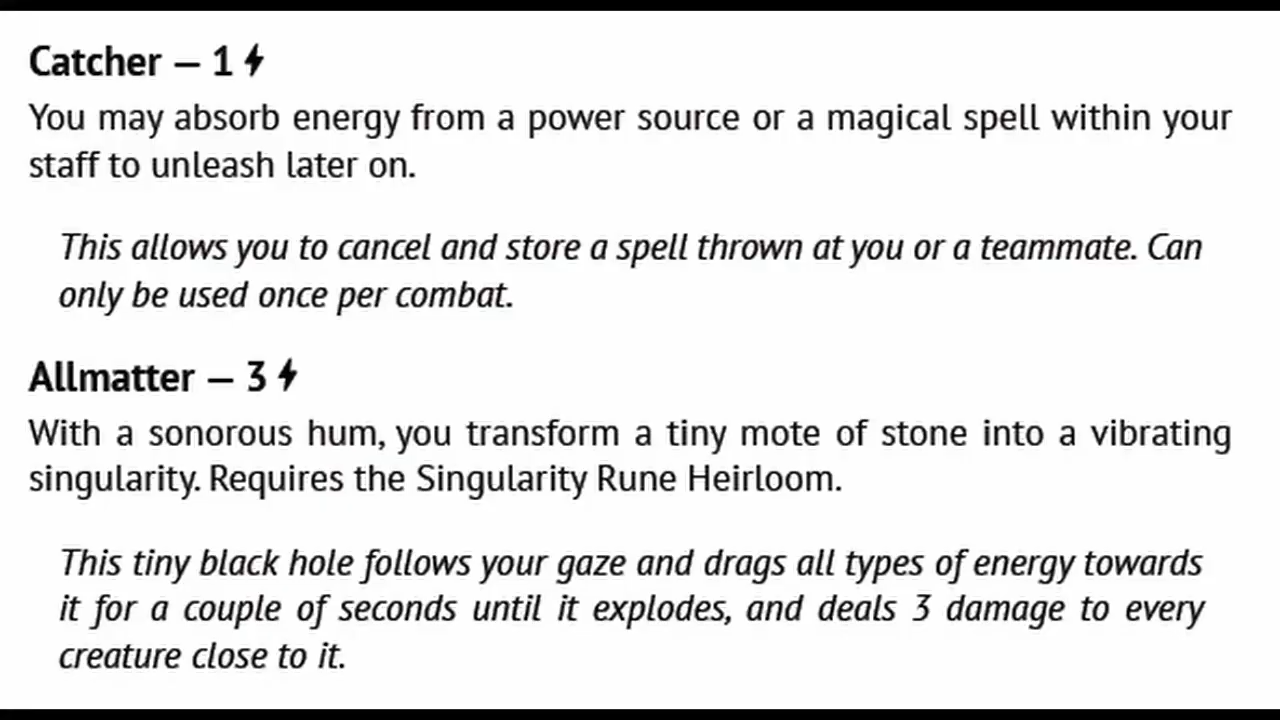 Catcher — 1⚡
You may absorb energy from a power source or a magical spell within your
staff to unleash later on.
This allows you to cancel and store a spell thrown at you or a teammate. Can
only be used once per combat.
Allmatter — 3⚡
With a sonorous hum, you transform a tiny mote of stone into a vibrating
singularity. Requires the Singularity Rune Heirloom.
This tiny black hole follows your gaze and drags all types of energy towards
it for a couple of seconds until it explodes, and deals 3 damage to every
creature close to it.